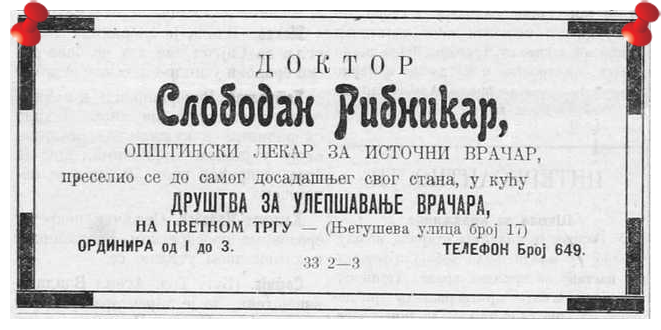 ДОКТОР
Слободан Рибникар,
ОПШТИНСКИ ЛЕКАР ЗА ИСТОЧНИ ВРАЧАР,
преселио се до самог досадашњег свог стана, у кућу
ДРУШТВА ЗА УЛЕПШАВАЊЕ ВРАЧАРА,
НА ЦВЕТНОМ ТРГУ — (Његушева улица број 17)
ОРДИНИРА од 1 до 3. ТЕЛЕФОН Број 649.
33 2—3